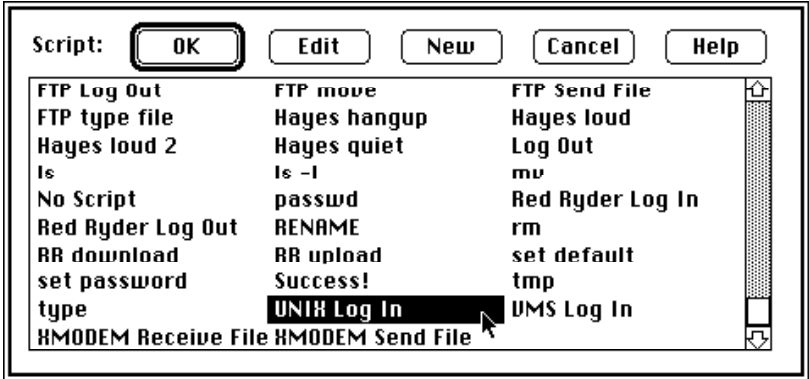 Script: OK Edit New Cancel Help
FTP Log Out FTP move FTP Send File
FTP type file Hayes hangup Hayes loud
Hayes loud 2 Hayes quiet Log Out
ls ls -l mv
No Script passwd Red Ryder Log In
Red Ryder Log Out RENAME rm
RR download RR upload set default
set password Success! tmp
type UNIX Log In VMS Log In
XMODEM Receive File XMODEM Send File